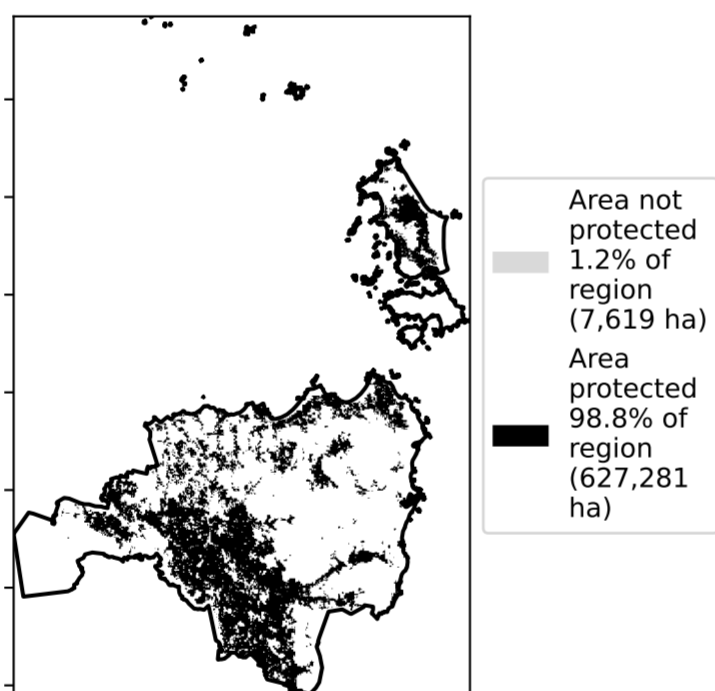 Area not
protected
1.2% of
region
(7,619 ha)
Area
protected
98.8% of
region
(627,281
ha)